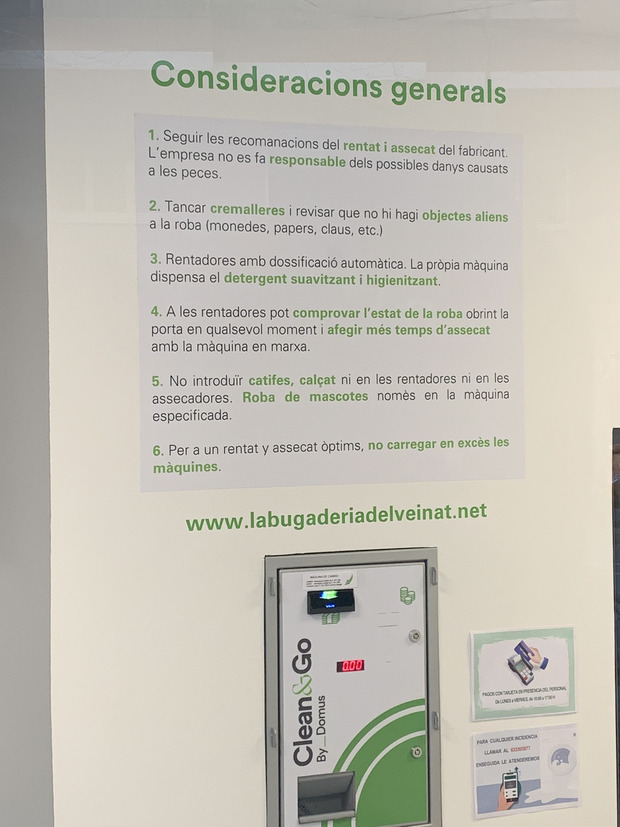 Consideracions generals
1. Seguir les recomanacions del rentat i assecat del fabricant.
L'empresa no es fa responsable dels possibles danys causats
a les peces.
2. Tancar cremalleres i revisar que no hi hagi objectes aliens
a la roba (monedes, papers, claus, etc.)
3. Rentadores amb dossificació automàtica. La pròpia màquina
dispensa el detergent suavitzant i higienitzant.
4. A les rentadores pot comprovar l'estat de la roba obrint la
porta en qualsevol moment i afegir més temps d'assecat
amb la màquina en marxa.
5. No introduïr catifes, calçat ni en les rentadores ni en les
assecadores. Roba de mascotes nomès en la màquina
especificada.
6. Per a un rentat y assecat òptims, no carregar en excès les
màquines.
www.labugaderiadelveinat.net
Clean&Go
By_Domus
0.00
PAGOS CON TARJETA EN PRESENCIA DEL PERSONAL
De LUNES a VIERNES, de
PARA CUALQUIER INCIDENCIA
LLAMAR AL
ENSEGUIDA LE ATENDEREMOS